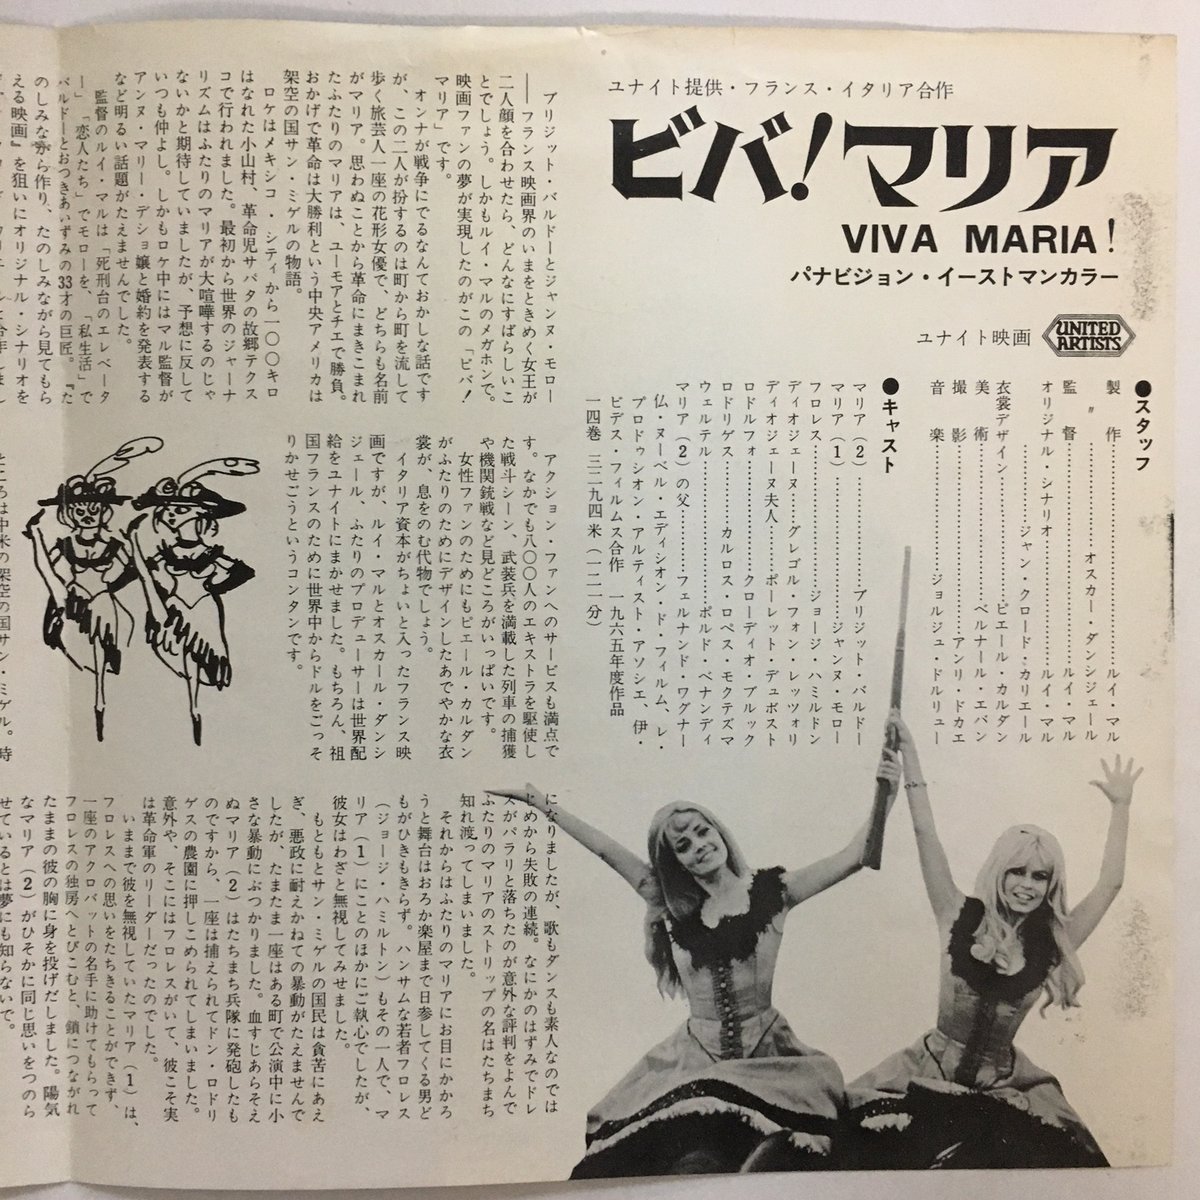 ユナイト提供・フランス・イタリア合作
ビバ!マリア
VIVA MARIA!
パナビジョン・イーストマンカラー
ユナイト映画
UNITED
ARTISTS
●スタッフ
製作……………ルイ・マル
〃……………オスカー・ダンシジェール
監督……………ルイ・マル
オリジナル・シナリオ……………ルイ・マル
……………ジャン・クロード・カリエール
衣裳デザイン……………ピエール・カルダン
美術……………ベルナール・エバン
撮影……………アンリ・ドカエ
音楽……………ジョルジュ・ドルリュー
●キャスト
マリア(2)……………ブリジット・バルドー
マリア(1)……………ジャンヌ・モロー
フロレス……………ジョージ・ハミルトン
ディオジェーヌ……………グレゴル・フォン・レッツォリ
ディオジェーヌ夫人……………ポーレット・デュボスト
ロドルフォ……………クローディオ・ブルック
ロドリゲス……………カルロス・ロペス・モクテズマ
ウェルテル……………ポルド・ベナンディ
マリア(2)の父……………フェルナンド・ワグナー
仏・ヌーベル・エディシオン・ド・フィルム、レ・
プロドゥシオン・アルティスト・アソシエ、伊・
ビデス・フィルムス合作 一九六五年度作品
一四巻 三二九四米(一二一分)
ブリジット・バルドーとジャンヌ・モロー
――フランス映画界のいまをときめく女王が
二人顔を合わせたら、どんなにすばらしいこ
とでしょう。しかもルイ・マルのメガホンで。
映画ファンの夢が実現したのがこの「ビバ!
マリア」です。
オンナが戦争にでるなんておかしな話です
が、この二人が扮するのは町から町を流して
歩く旅芸人一座の花形女優で、どちらも名前
がマリア。思わぬことから革命にまきこまれ
たふたりのマリアは、ユーモアとチエで勝負。
おかげで革命は大勝利という中央アメリカは
架空の国サン・ミゲルの物語。
ロケはメキシコ・シティから一〇〇キロ
はなれた小山村、革命児サパタの故郷テクス
コで行われました。最初から世界のジャーナ
リズムはふたりのマリアが大喧嘩するのじゃ
ないかと期待していましたが、予想に反して
いつも仲よし。しかもロケ中にはマル監督が
アンヌ・マリー・デショ嬢と婚約を発表する
など明るい話題がたえませんでした。
監督のルイ・マルは「死刑台のエレベータ
ー」「恋人たち」でモローを、「私生活」で
バルドーとおつきあいずみの33才の巨匠。『た
のしみながら作り、たのしみながら見てもら
える映画』を狙いにオリジナル・シナリオを
アクション・ファンへのサービスも満点で
す。なかでも八〇〇人のエキストラを駆使し
た戦斗シーン、武装兵を満載した列車の捕獲
や機関銃戦など見どころがいっぱいです。
女性ファンのためにもピエール・カルダン
がふたりのためにデザインしたあでやかな衣
裳が、息をのむ代物でしょう。
イタリア資本がちょいと入ったフランス映
画ですが、ルイ・マルとオスカール・ダンシ
ジェール、ふたりのプロデューサーは世界配
給をユナイトにまかせました。もちろん、祖
国フランスのために世界中からドルをごっそ
りかせごうというコンタンです。
ところは中米の架空の国サン・ミゲル。時
になりましたが、歌もダンスも素人なのでは
じめから失敗の連続。なにかのはずみでドレ
スがパラリと落ちたのが意外な評判をよんで
ふたりのマリアのストリップの名はたちまち
知れ渡ってしまいました。
それからはふたりのマリアにお目にかかろ
うと舞台はおろか楽屋まで日参してくる男ど
もがひきもきらず。ハンサムな若者フロレス
(ジョージ・ハミルトン)もその一人で、マ
リア(1)にことのほかにご執心でしたが、
彼女はわざと無視してみせました。
もともとサン・ミゲルの国民は貧苦にあえ
ぎ、悪政に耐えかねての暴動がたえませんで
したが、たまたま一座はある町で公演中に小
さな暴動にぶつかりました。血すじあらそえ
ぬマリア(2)はたちまち兵隊に発砲したも
のですから、一座は捕えられてドン・ロドリ
ゲスの農園に押しこめられてしまいました。
意外や、そこにはフロレスがいて、彼こそ実
は革命軍のリーダーだったのでした。
いままで彼を無視していたマリア(1)は、
フロレスへの思いをたちきることができず、
一座のアクロバットの名手に助けてもらって
フロレスの独房へとびこむと、鎖につながれ
たままの彼の胸に身を投げだしました。陽気
なマリア(2)がひそかに同じ思いをつのら
せているとは夢にも知らないで。